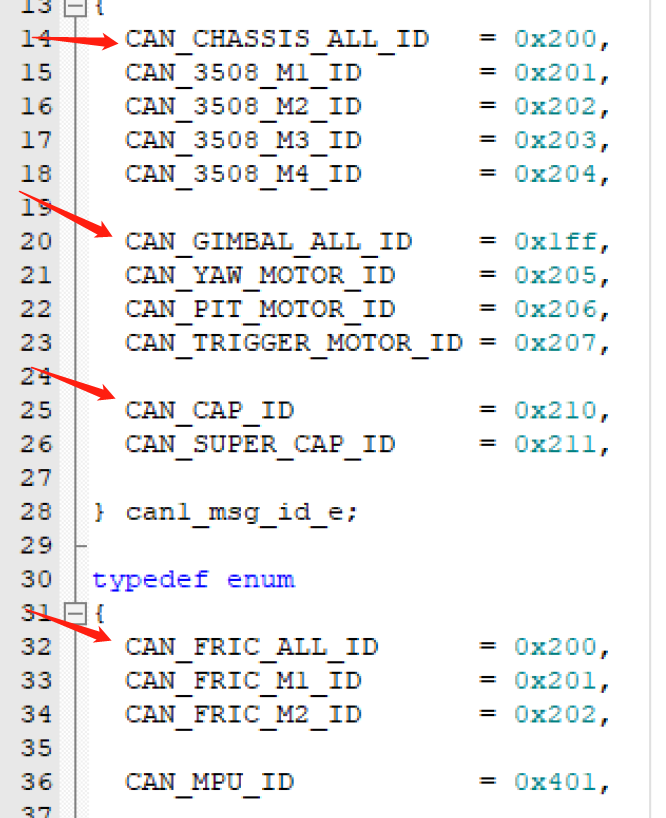 13 {
14 CAN_CHASSIS_ALL_ID = 0x200,
15 CAN_3508_M1_ID = 0x201,
16 CAN_3508_M2_ID = 0x202,
17 CAN_3508_M3_ID = 0x203,
18 CAN_3508_M4_ID = 0x204,
19
20 CAN_GIMBAL_ALL_ID = 0x1ff,
21 CAN_YAW_MOTOR_ID = 0x205,
22 CAN_PIT_MOTOR_ID = 0x206,
23 CAN_TRIGGER_MOTOR_ID = 0x207,
24
25 CAN_CAP_ID = 0x210,
26 CAN_SUPER_CAP_ID = 0x211,
27
28 } can1_msg_id_e;
29
30 typedef enum
31 {
32 CAN_FRIC_ALL_ID = 0x200,
33 CAN_FRIC_M1_ID = 0x201,
34 CAN_FRIC_M2_ID = 0x202,
35
36 CAN_MPU_ID = 0x401,
37